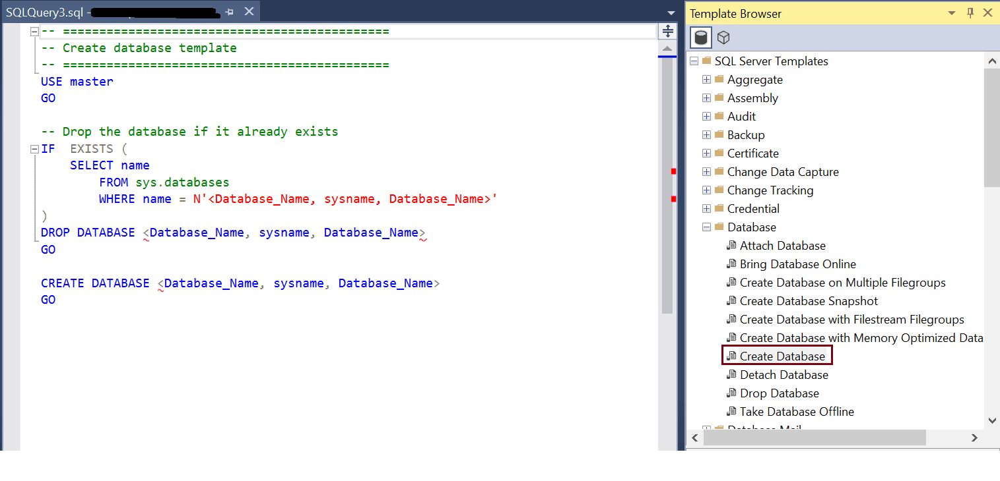 SQLQuery3.sql -
-- =============================================
-- Create database template
-- =============================================
USE master
GO
-- Drop the database if it already exists
IF  EXISTS (
SELECT name
FROM sys.databases
WHERE name = N'<Database_Name, sysname, Database_Name>'
)
DROP DATABASE <Database_Name, sysname, Database_Name>
GO
CREATE DATABASE <Database_Name, sysname, Database_Name>
GO
Template Browser
SQL Server Templates
Aggregate
Assembly
Audit
Backup
Certificate
Change Data Capture
Change Tracking
Credential
Database
Attach Database
Bring Database Online
Create Database on Multiple Filegroups
Create Database Snapshot
Create Database with Filestream Filegroups
Create Database with Memory Optimized Data
Create Database
Detach Database
Drop Database
Take Database Offline
Database Mail